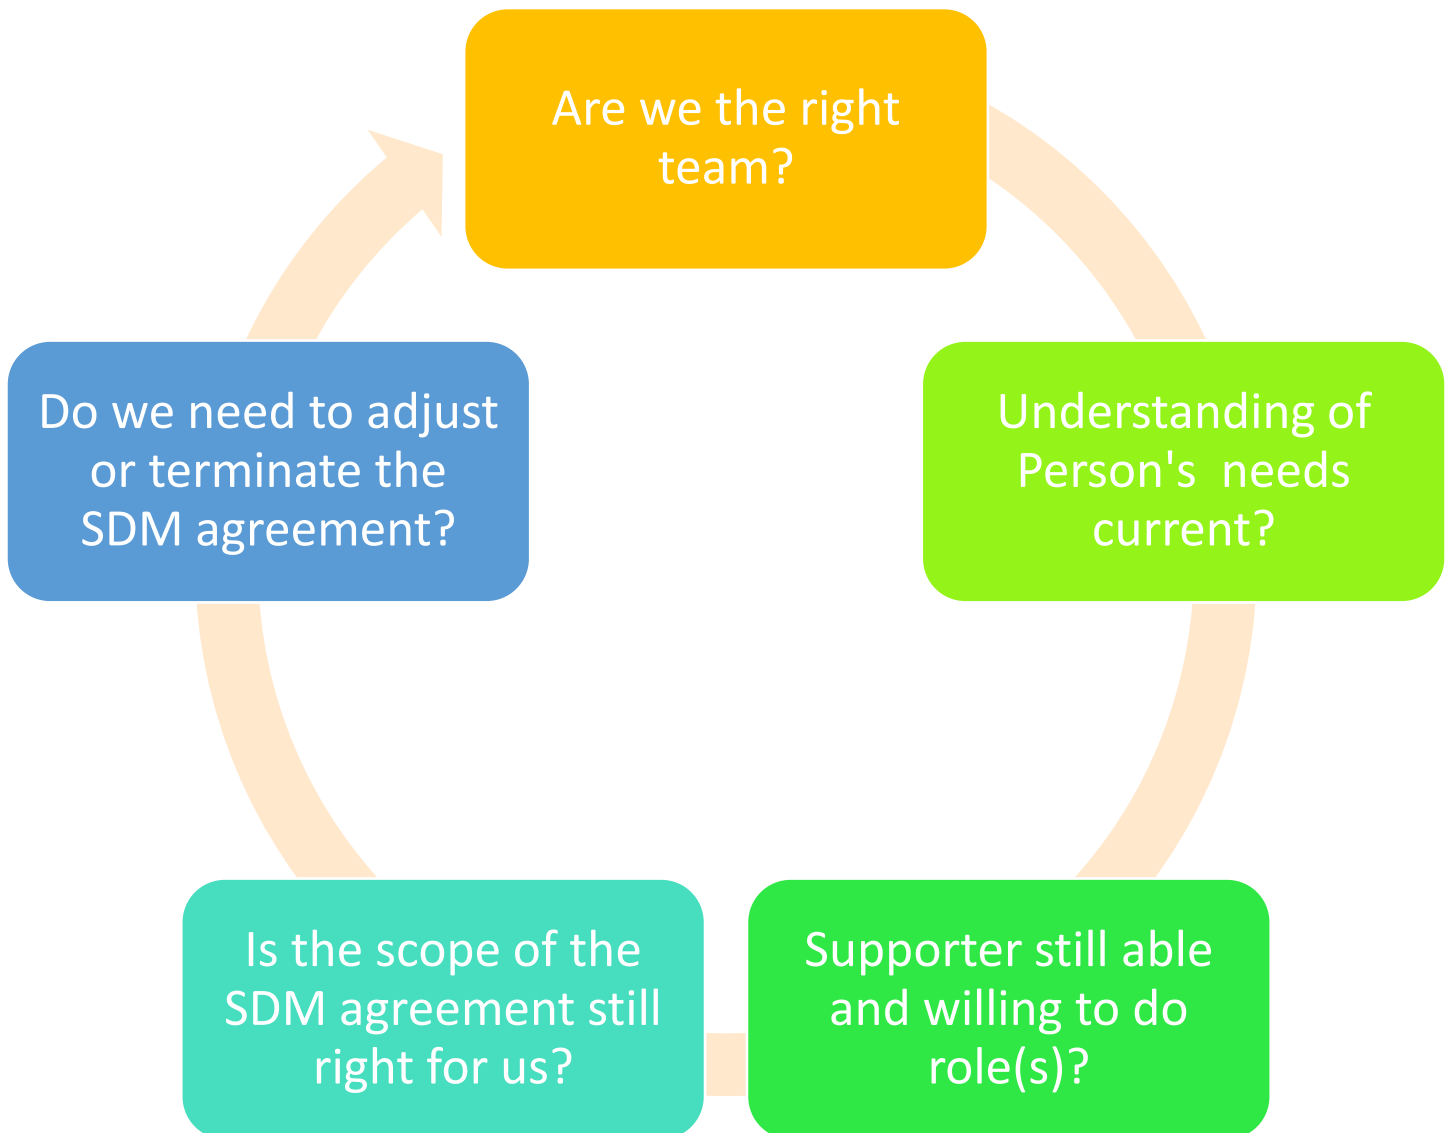 Are we the right
team?
Understanding of
Person's  needs
current?
Supporter still able
and willing to do
role(s)?
Is the scope of the
SDM agreement still
right for us?
Do we need to adjust
or terminate the
SDM agreement?